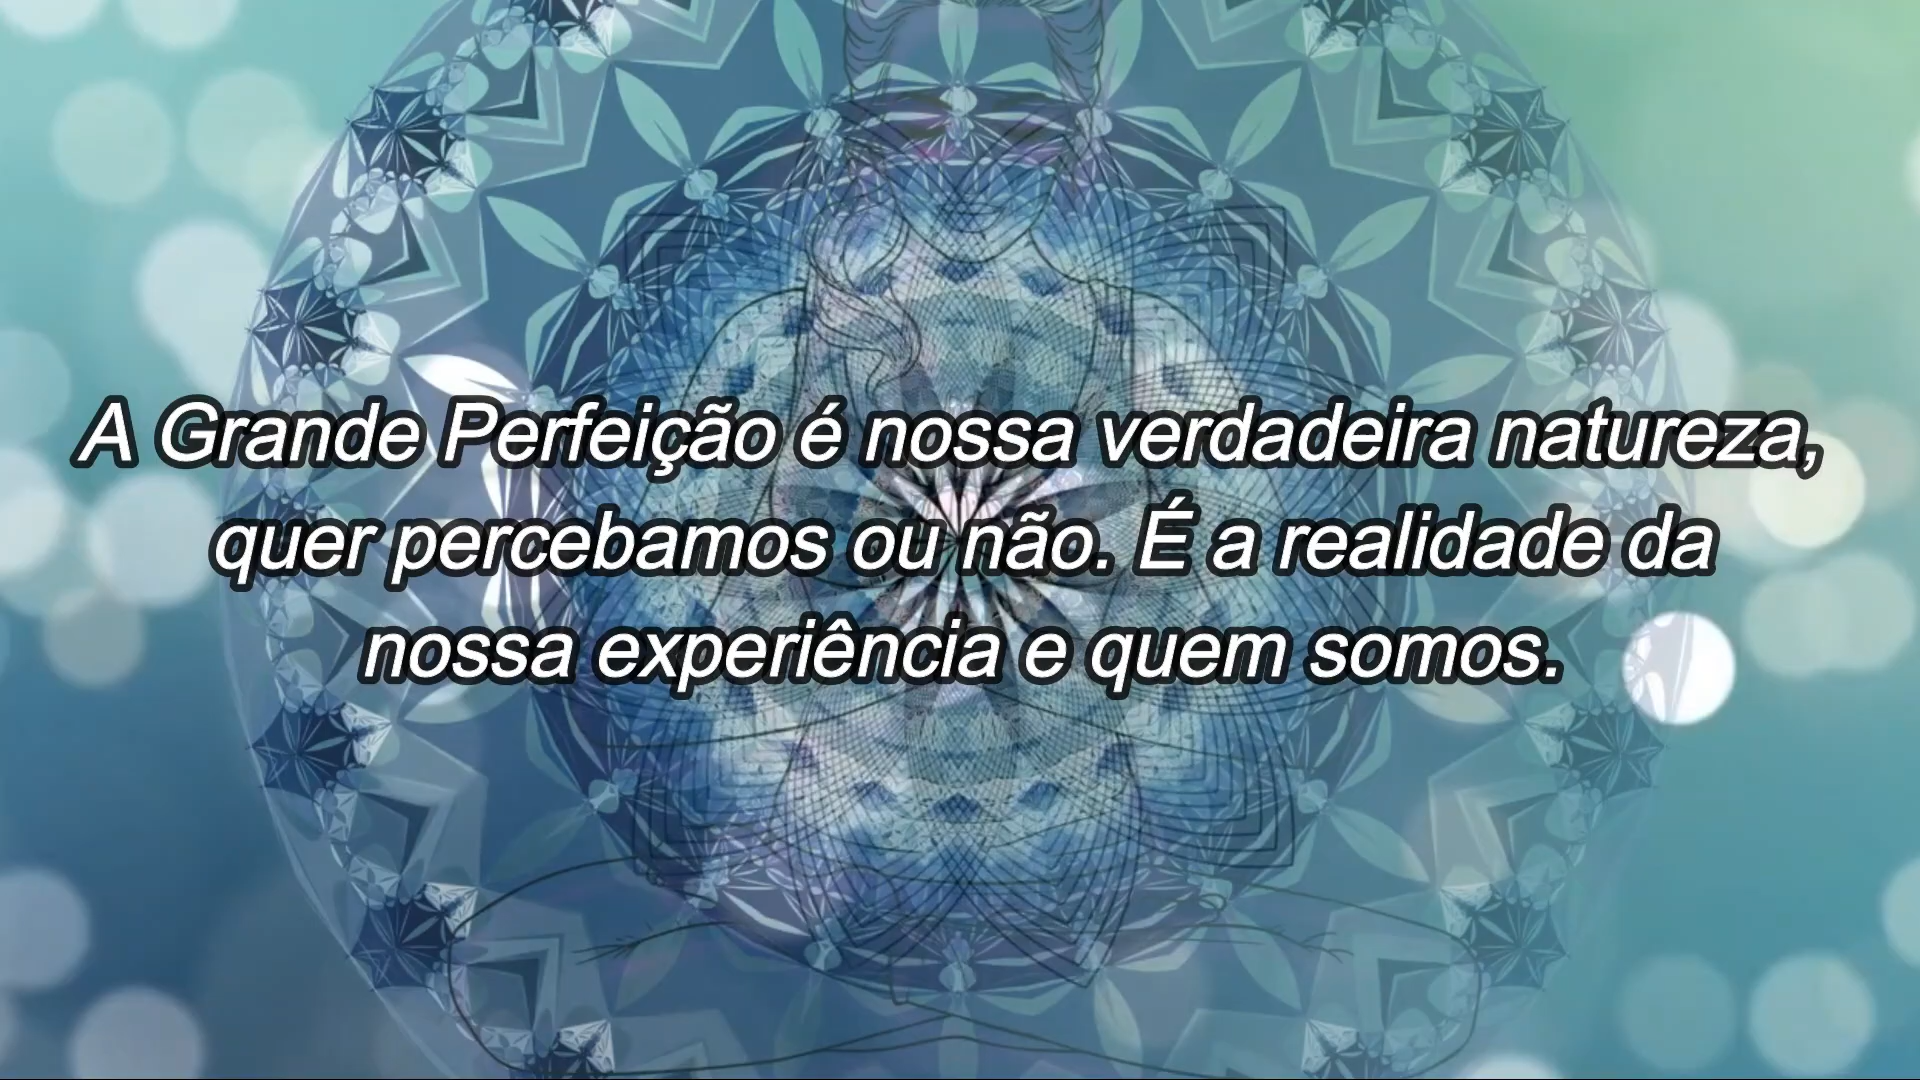 A Grande Perfeição é nossa verdadeira natureza,
quer percebamos ou não. É a realidade da
nossa experiência e quem somos.